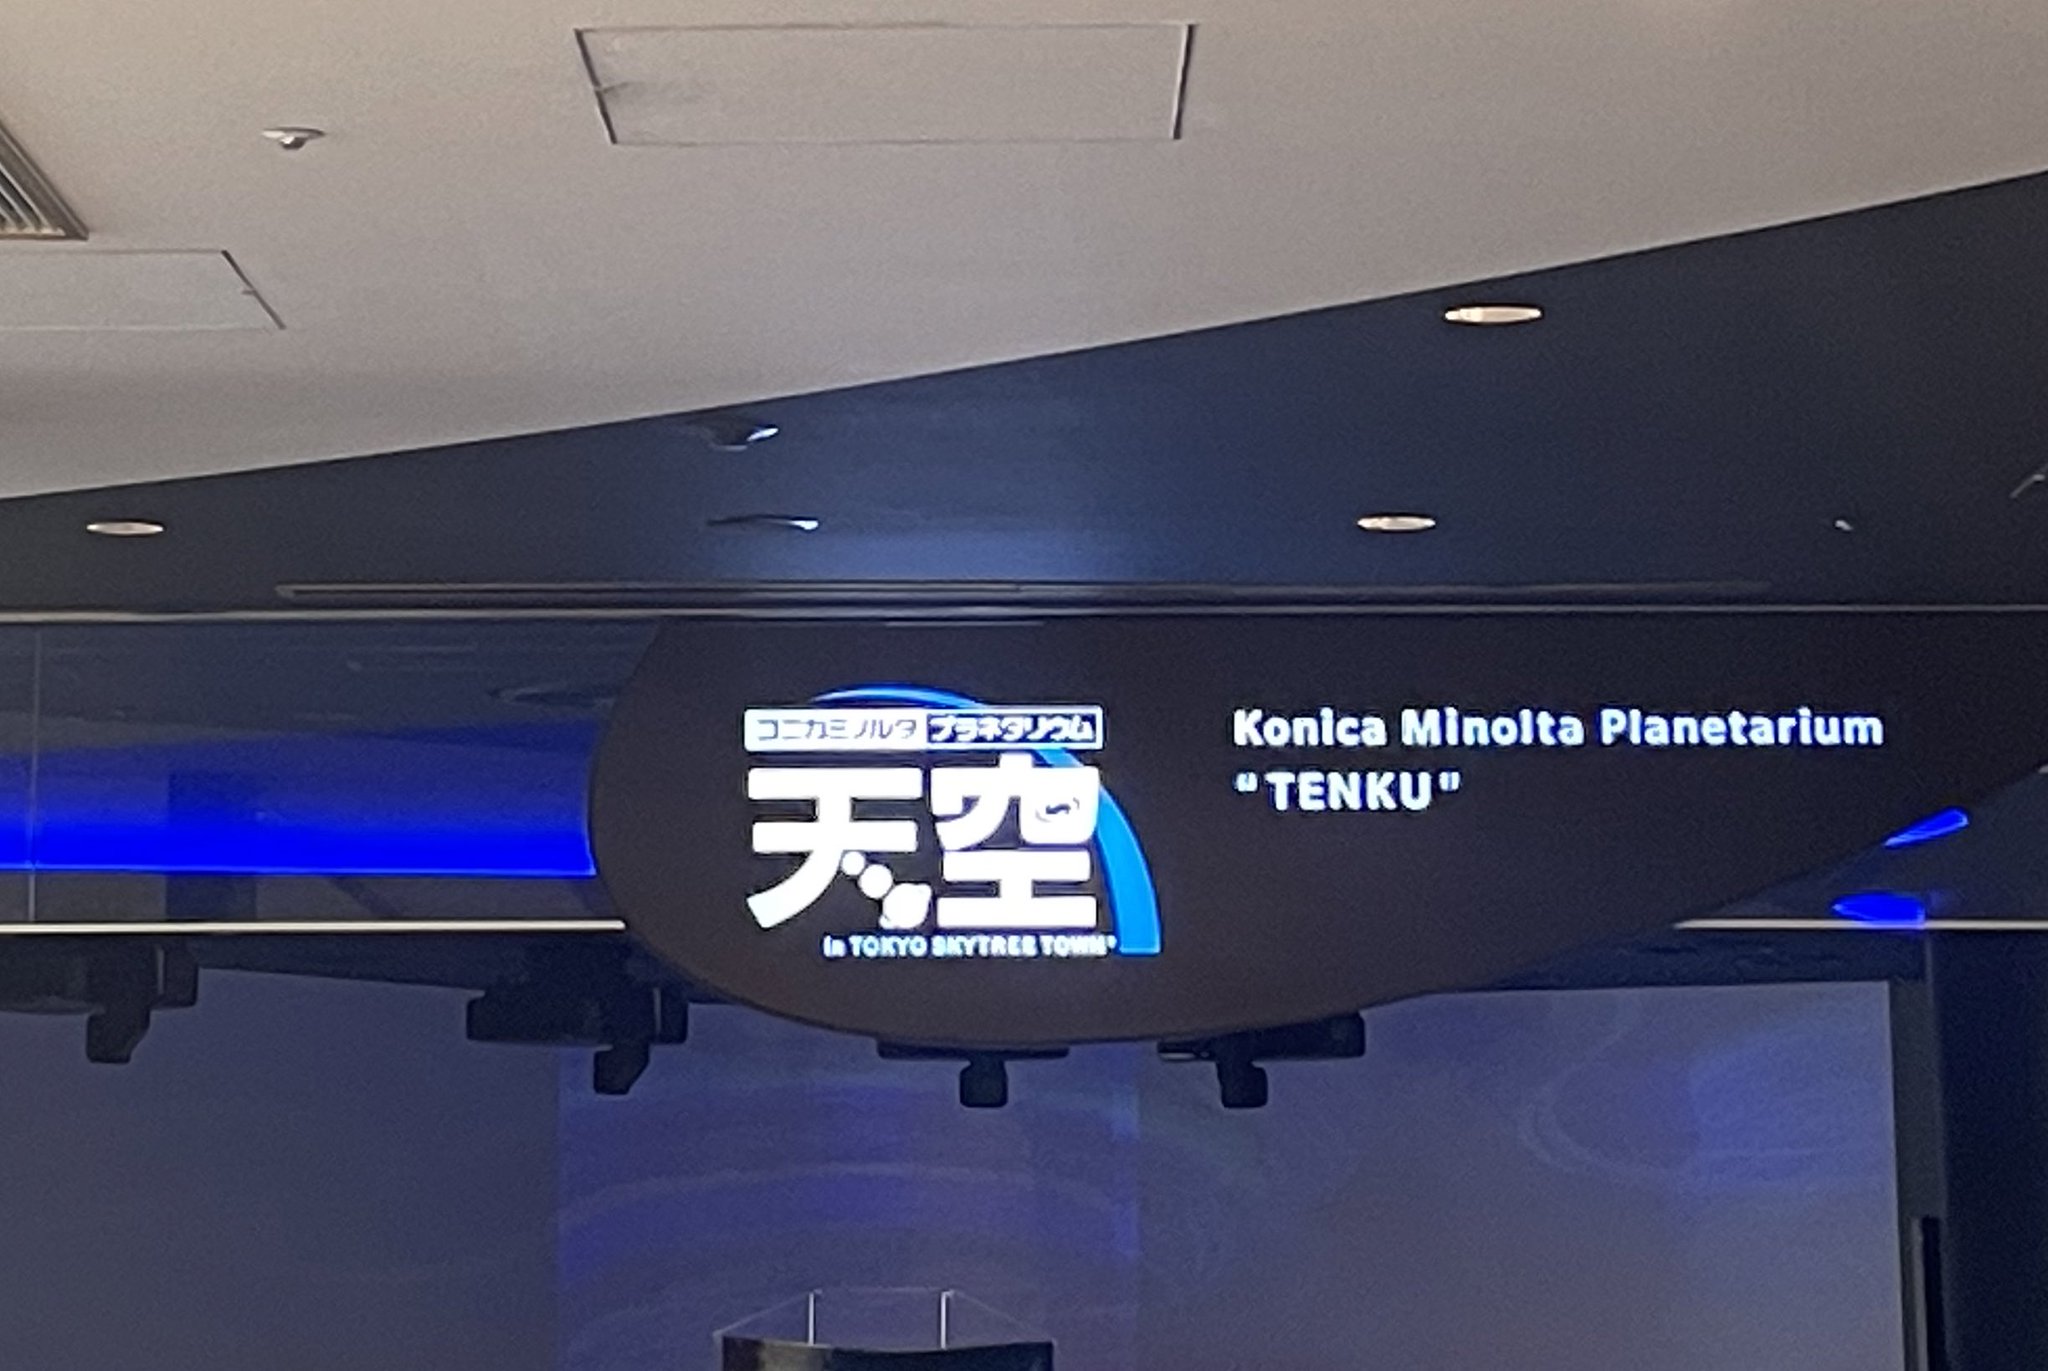 コニカミノルタ プラネタリウム
天空
in TOKYO SKYTREE TOWN®
Konica Minolta Planetarium
“TENKU”